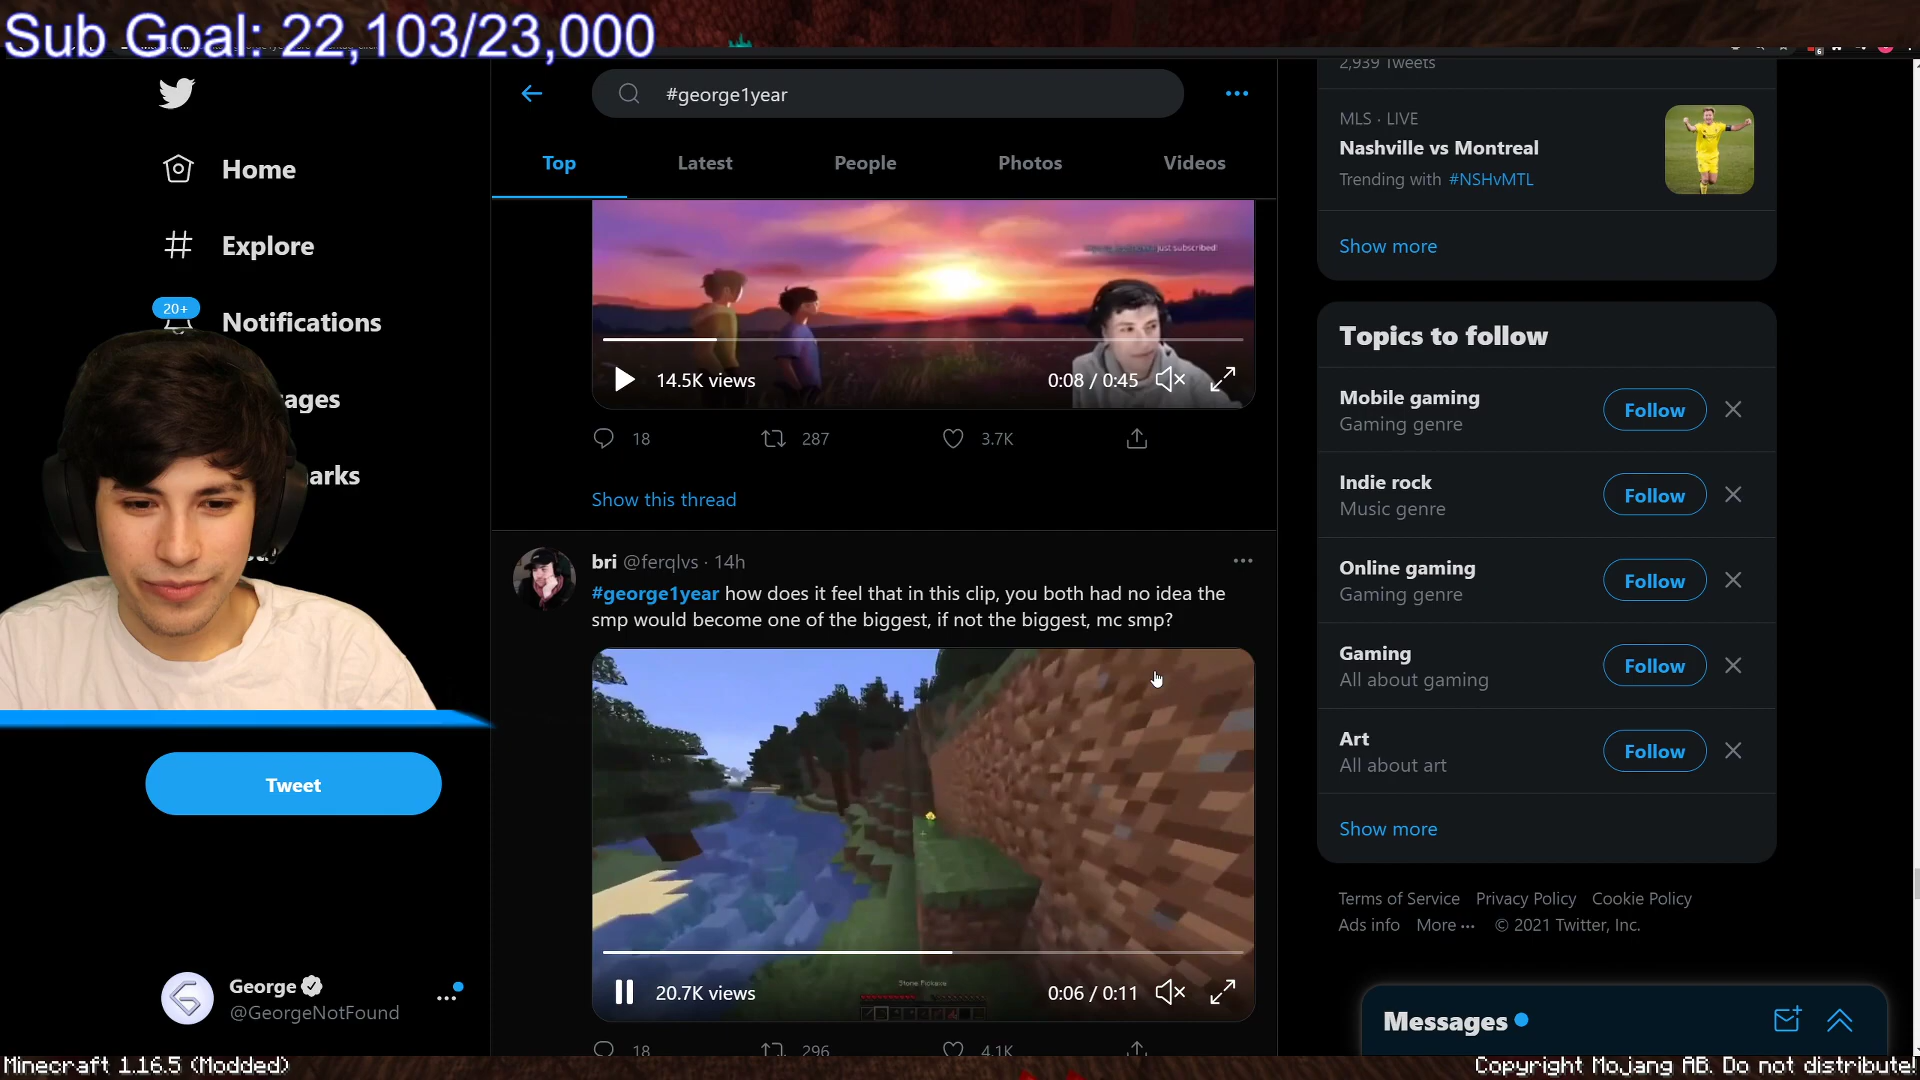 Sub Goal: 22,103/23,000
#george1year
Top
Latest
People
Photos
Videos
Home
Explore
20+
Notifications
ages
arks
Tweet
George
@GeorgeNotFound
just subscribed!
14.5K views
0:08 / 0:45
18
287
3.7K
Show this thread
bri @ferqlvs · 14h
#george1year how does it feel that in this clip, you both had no idea the
smp would become one of the biggest, if not the biggest, mc smp?
Stone Pickaxe
20.7K views
0:06 / 0:11
18
296
4.1K
2,939 Tweets
MLS · LIVE
Nashville vs Montreal
Trending with #NSHvMTL
Show more
Topics to follow
Mobile gaming
Gaming genre
Follow
Indie rock
Music genre
Follow
Online gaming
Gaming genre
Follow
Gaming
All about gaming
Follow
Art
All about art
Follow
Show more
Terms of Service Privacy Policy Cookie Policy
Ads info More ··· © 2021 Twitter, Inc.
Messages
Minecraft 1.16.5 (Modded)
Copyright Mojang AB. Do not distribute!